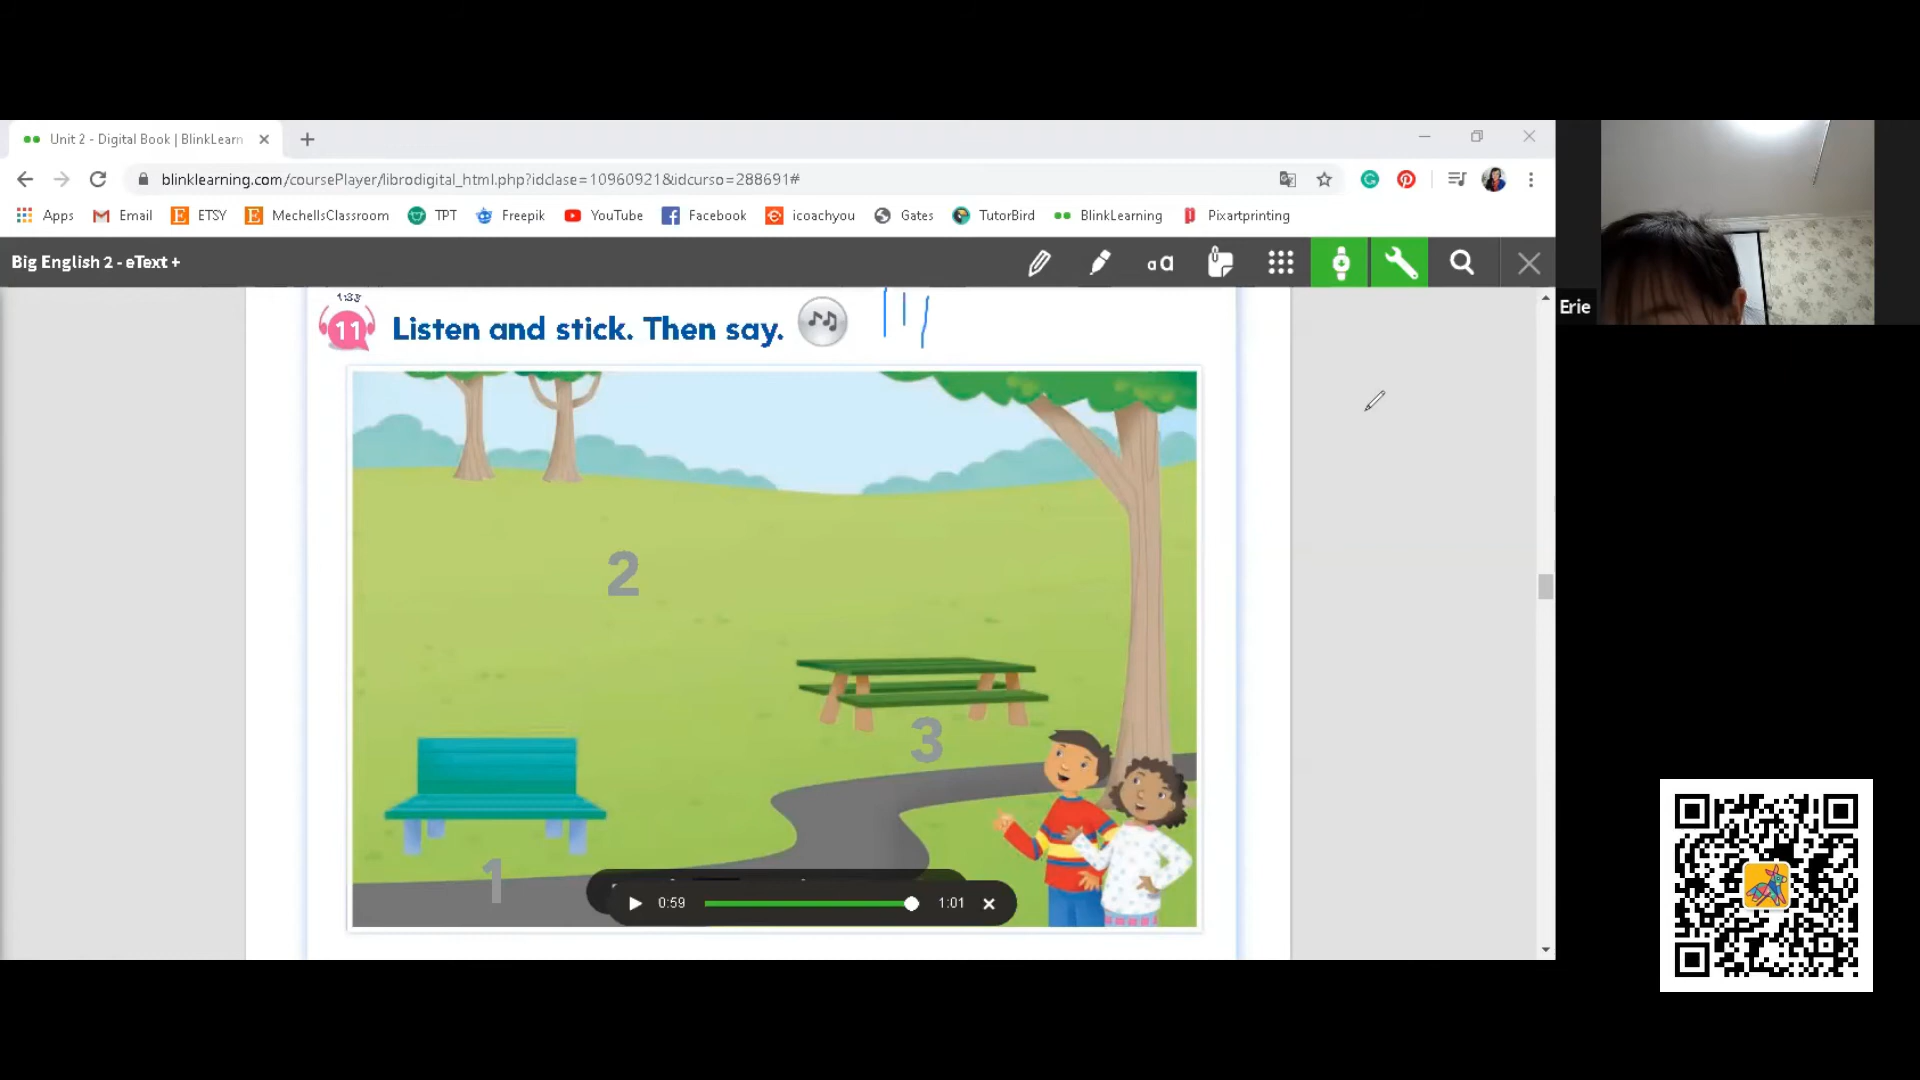 Unit 2 - Digital Book | BlinkLearn
blinklearning.com/coursePlayer/librodigital_html.php?idclase=10960921&idcurso=288691#
Apps Email ETSY MechellsClassroom TPT Freepik YouTube Facebook icoachyou Gates TutorBird BlinkLearning Pixartprinting
Big English 2 - eText +
aA
Erie
1:33
11 Listen and stick. Then say.
2
3
1
0:59 1:01